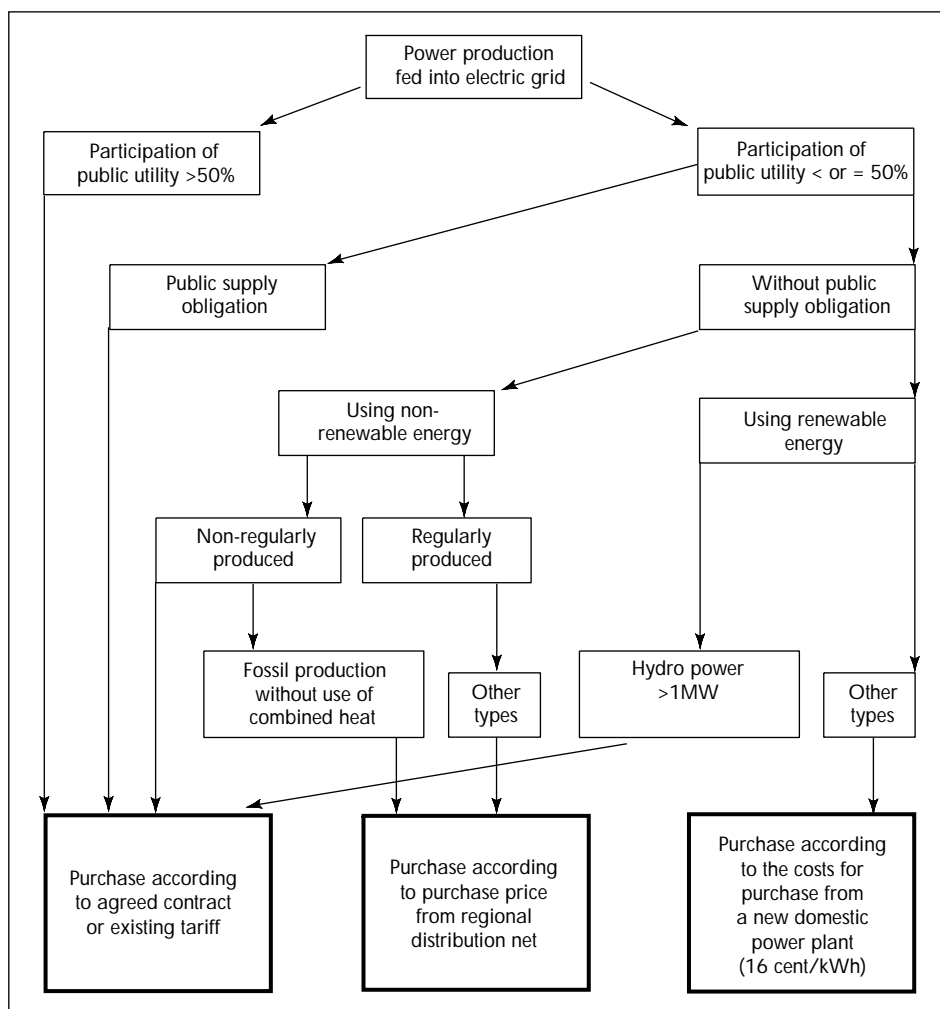 Power production
fed into electric grid
Participation of
public utility >50%
Participation of
public utility < or = 50%
Public supply
obligation
Without public
supply obligation
Using non-
renewable energy
Using renewable
energy
Non-regularly
produced
Regularly
produced
Fossil production
without use of
combined heat
Other
types
Hydro power
>1MW
Other
types
Purchase according
to agreed contract
or existing tariff
Purchase according
to purchase price
from regional
distribution net
Purchase according
to the costs for
purchase from
a new domestic
power plant
(16 cent/kWh)